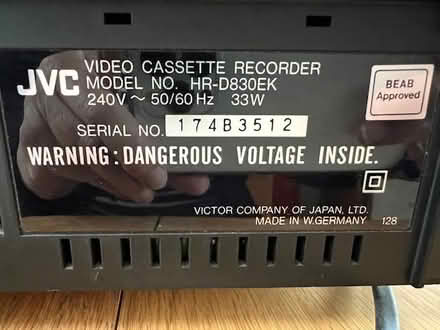 JVC
VIDEO CASSETTE RECORDER
MODEL NO. HR-D830EK
240V ~ 50/60 Hz 33W
BEAB
Approved
SERIAL NO. 174B3512
WARNING: DANGEROUS VOLTAGE INSIDE.
VICTOR COMPANY OF JAPAN, LTD.
MADE IN W.GERMANY 128